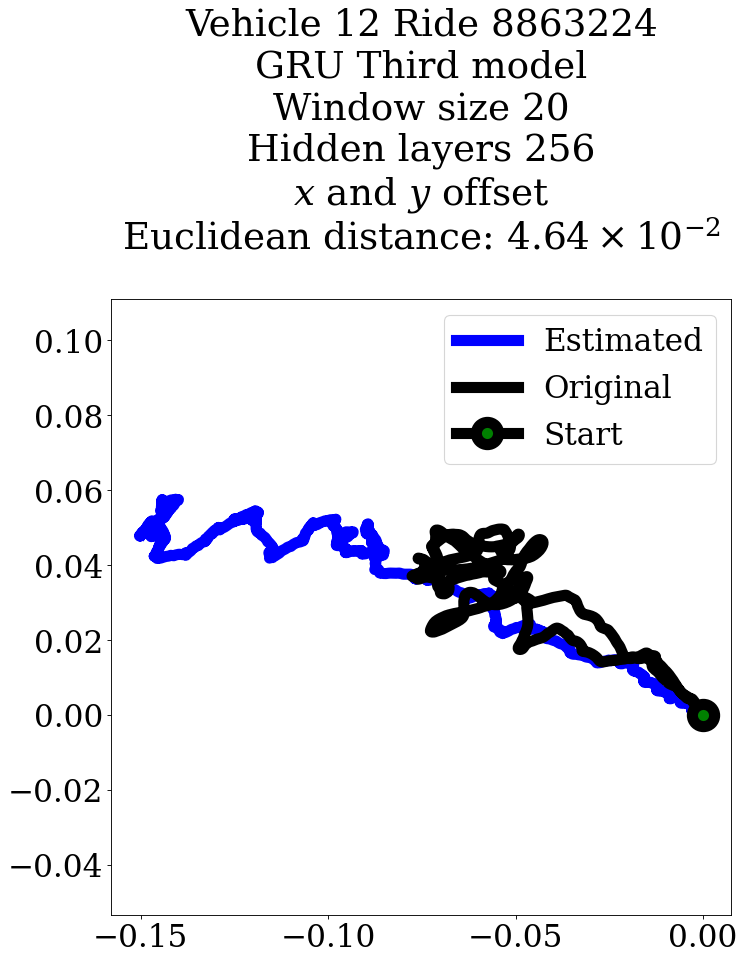 Vehicle 12 Ride 8863224
GRU Third model
Window size 20
Hidden layers 256
x and y offset
Euclidean distance: 4.64 × 10⁻²
Estimated
Original
Start
0.10
0.08
0.06
0.04
0.02
0.00
−0.02
−0.04
−0.15 −0.10 −0.05 0.00